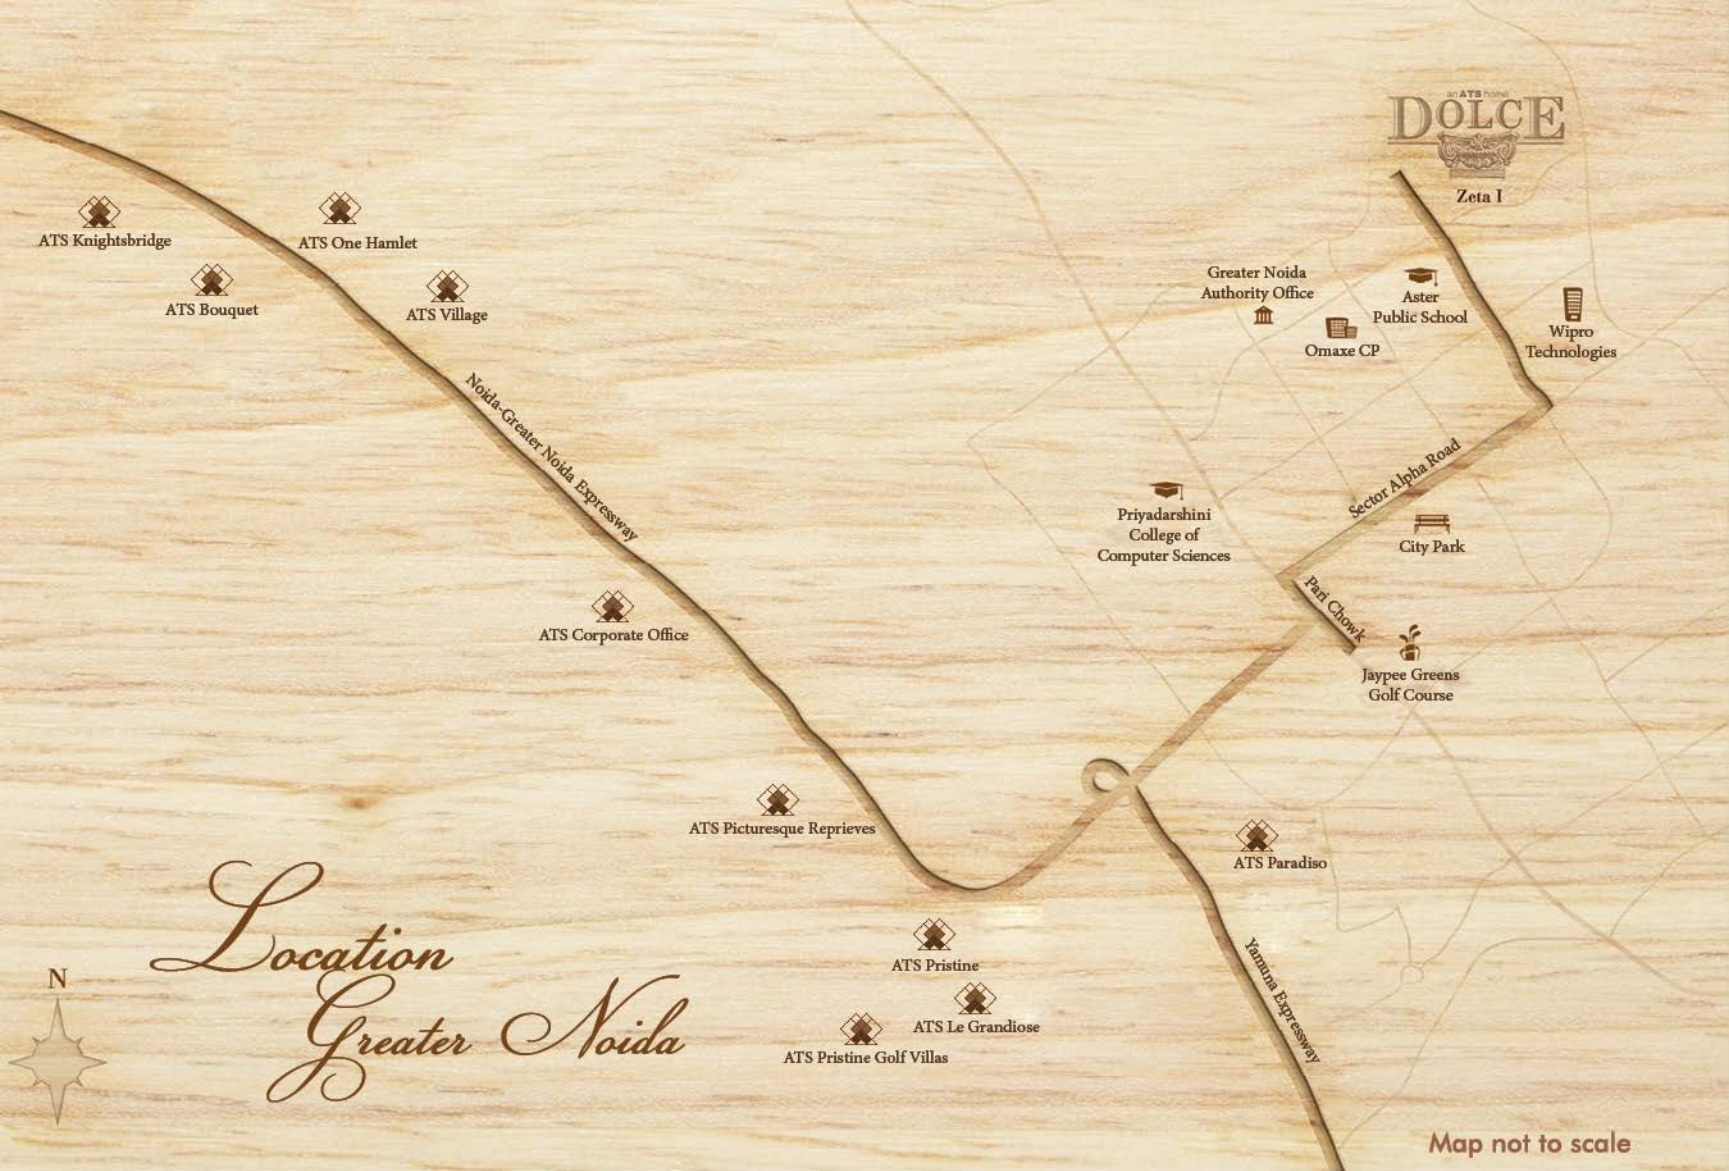 an ATS home
DOLCE
Zeta I
ATS Knightsbridge
ATS One Hamlet
ATS Bouquet
ATS Village
Greater Noida
Authority Office
Aster
Public School
Omaxe CP
Wipro
Technologies
Noida-Greater Noida Expressway
Sector Alpha Road
Priyadarshini
College of
Computer Sciences
City Park
Pari Chowk
ATS Corporate Office
Jaypee Greens
Golf Course
ATS Picturesque Reprieves
ATS Paradiso
Location
Greater Noida
N
ATS Pristine
ATS Le Grandiose
ATS Pristine Golf Villas
Yamuna Expressway
Map not to scale